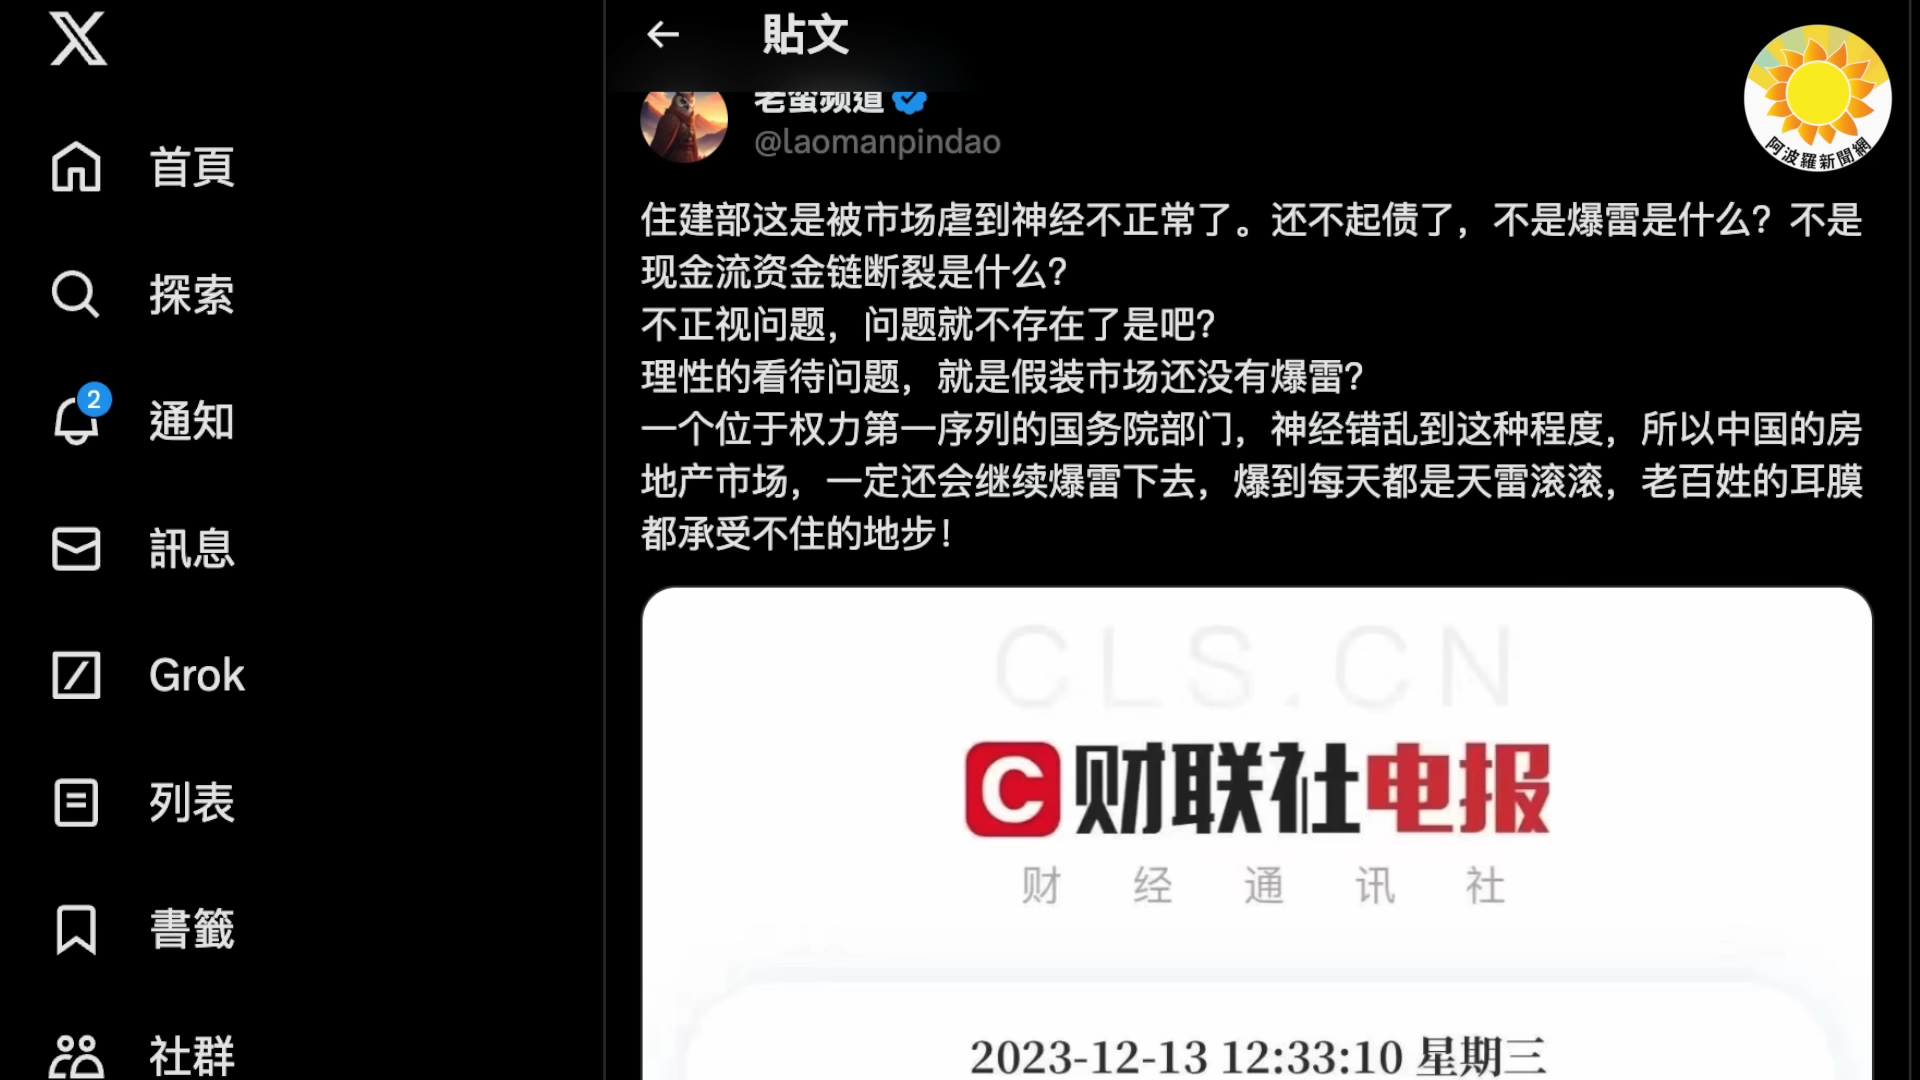 貼文
老蛮频道
@laomanpindao
阿波羅新聞網
首頁
探索
2
通知
訊息
Grok
列表
書籤
社群
住建部这是被市场虐到神经不正常了。还不起债了，不是爆雷是什么？不是
现金流资金链断裂是什么？
不正视问题，问题就不存在了是吧？
理性的看待问题，就是假装市场还没有爆雷？
一个位于权力第一序列的国务院部门，神经错乱到这种程度，所以中国的房
地产市场，一定还会继续爆雷下去，爆到每天都是天雷滚滚，老百姓的耳膜
都承受不住的地步！
CLS.CN
C 财联社电报
财经通讯社
2023-12-13 12:33:10 星期三